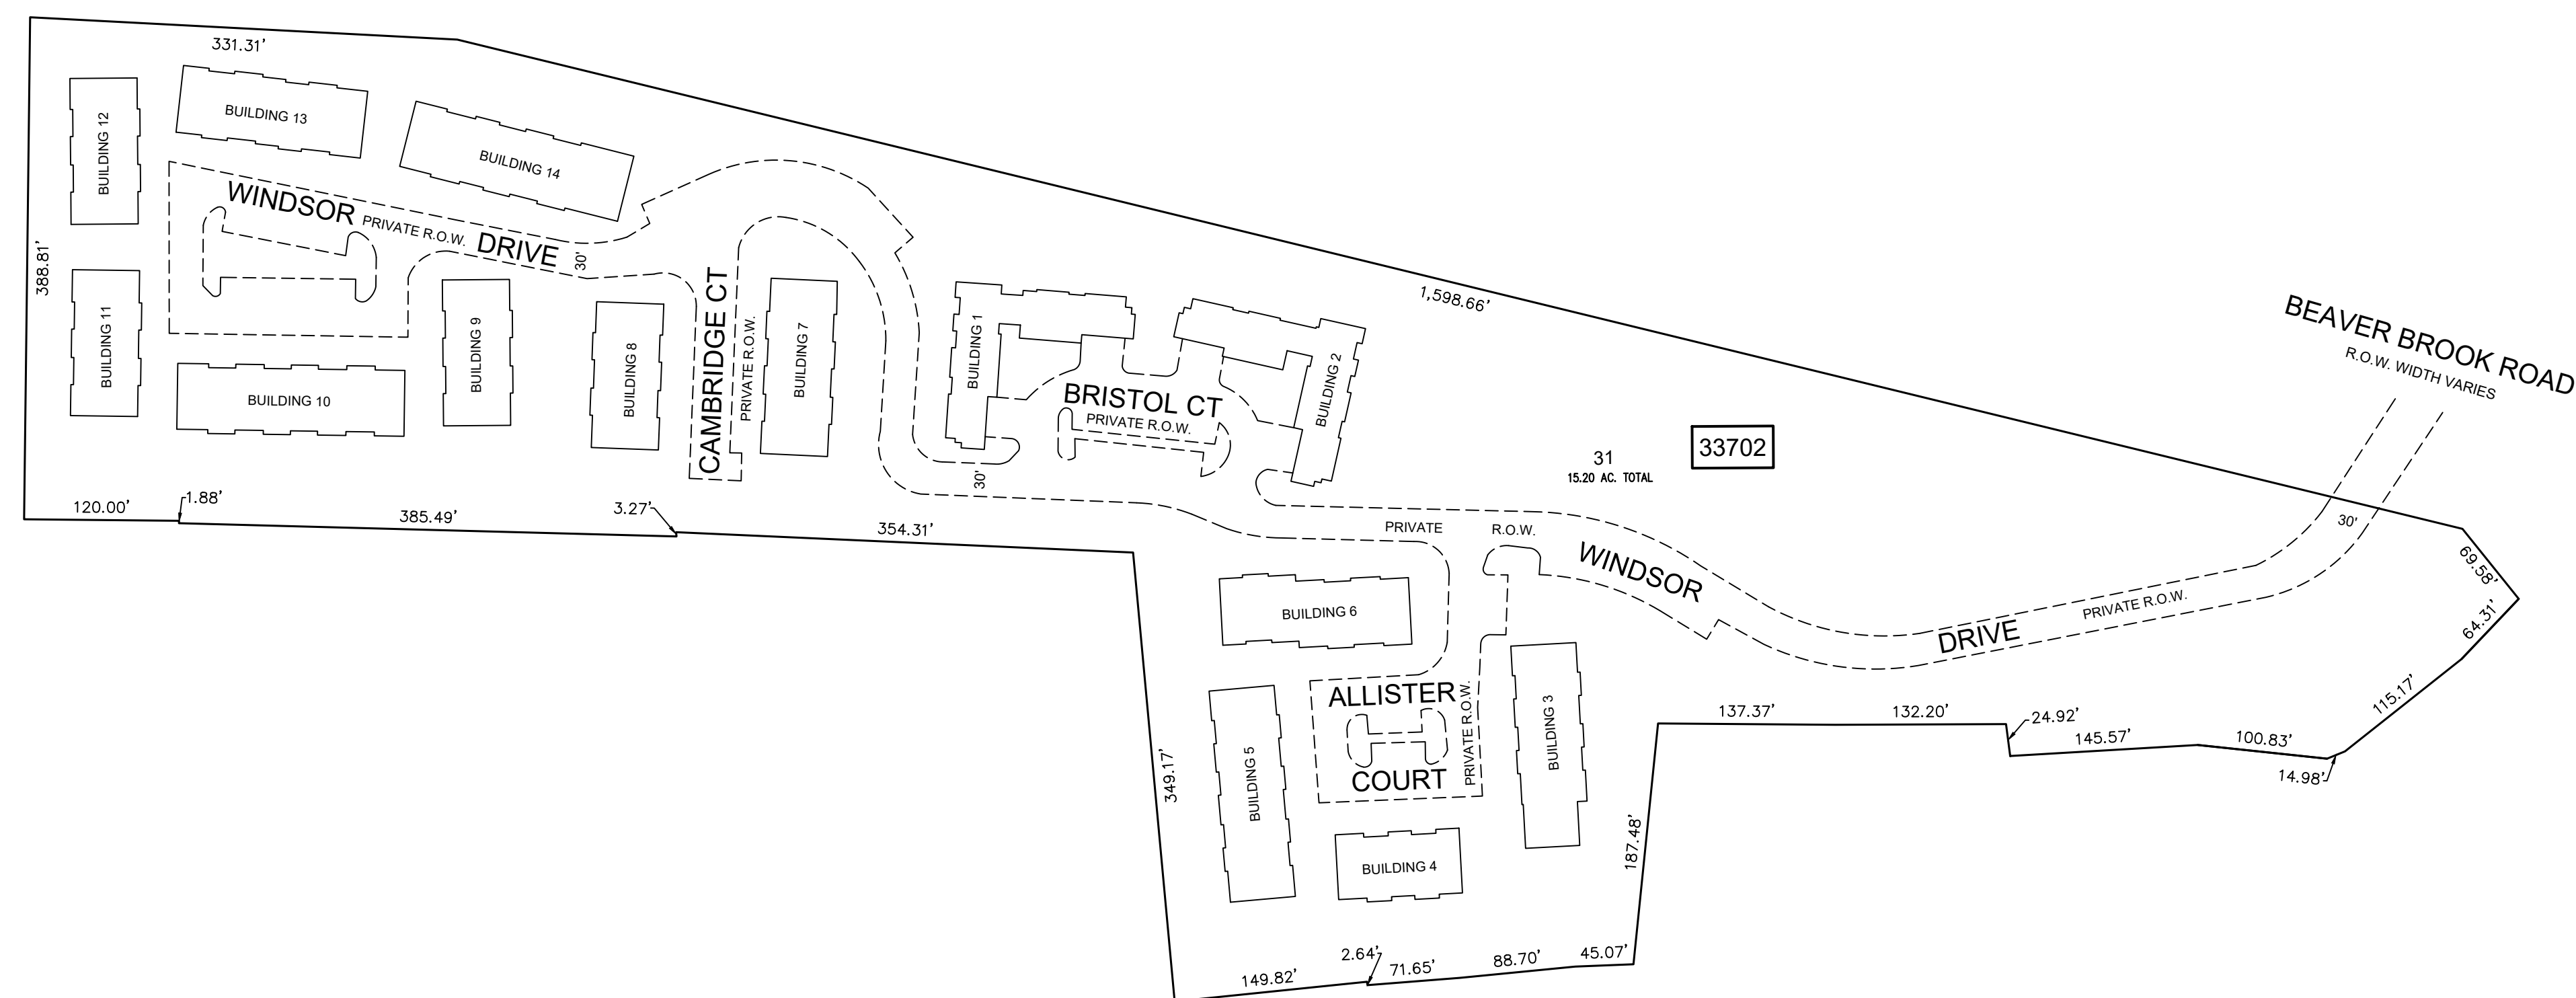 331.31'
BUILDING 12
BUILDING 13
BUILDING 14
WINDSOR
PRIVATE R.O.W.
DRIVE
30'
388.81'
BUILDING 11
BUILDING 10
BUILDING 9
BUILDING 8
CAMBRIDGE CT
PRIVATE R.O.W.
BUILDING 7
BUILDING 1
BUILDING 2
BRISTOL CT
PRIVATE R.O.W.
30'
1,598.66'
BEAVER BROOK ROAD
R.O.W. WIDTH VARIES
33702
31
15.20 AC. TOTAL
120.00'
1.88'
385.49'
3.27'
354.31'
PRIVATE R.O.W.
WINDSOR
DRIVE
PRIVATE R.O.W.
30'
69.58'
64.31'
115.17'
BUILDING 6
ALLISTER
COURT
PRIVATE R.O.W.
BUILDING 3
BUILDING 5
BUILDING 4
349.17'
187.48'
137.37'
132.20'
24.92'
145.57'
100.83'
14.98'
149.82'
2.64'
71.65'
88.70'
45.07'